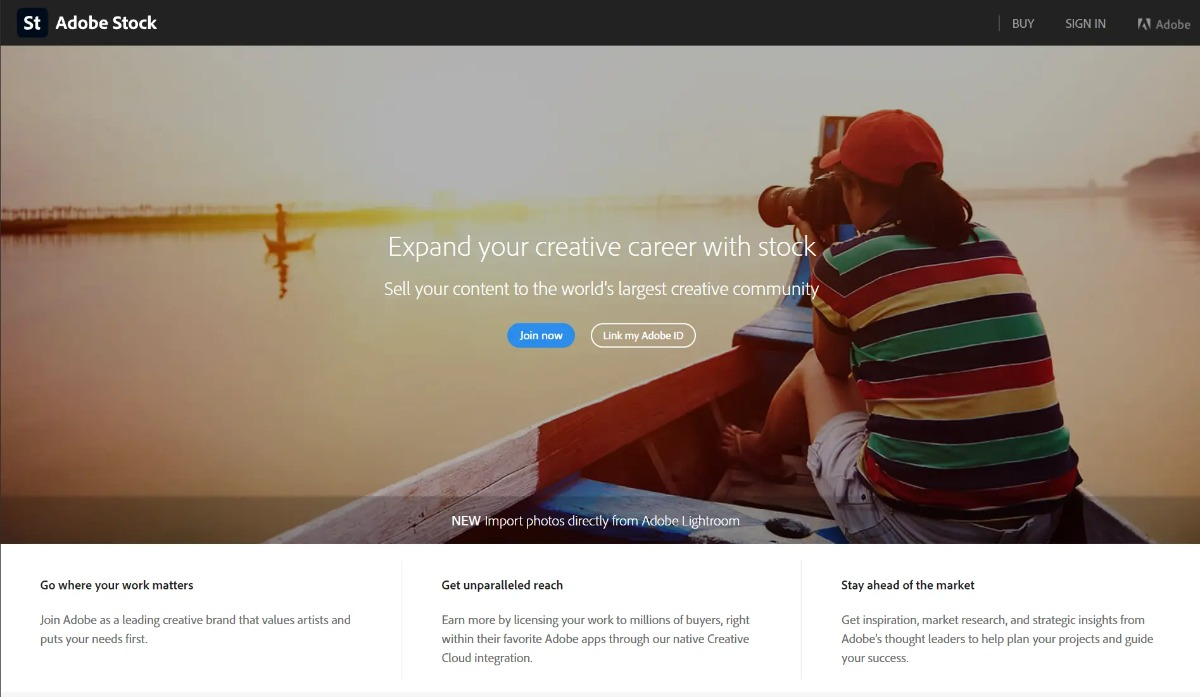 St Adobe Stock
BUY
SIGN IN
Adobe
Expand your creative career with stock
Sell your content to the world's largest creative community
Join now
Link my Adobe ID
NEW Import photos directly from Adobe Lightroom
Go where your work matters
Join Adobe as a leading creative brand that values artists and
puts your needs first.
Get unparalleled reach
Earn more by licensing your work to millions of buyers, right
within their favorite Adobe apps through our native Creative
Cloud integration.
Stay ahead of the market
Get inspiration, market research, and strategic insights from
Adobe's thought leaders to help plan your projects and guide
your success.